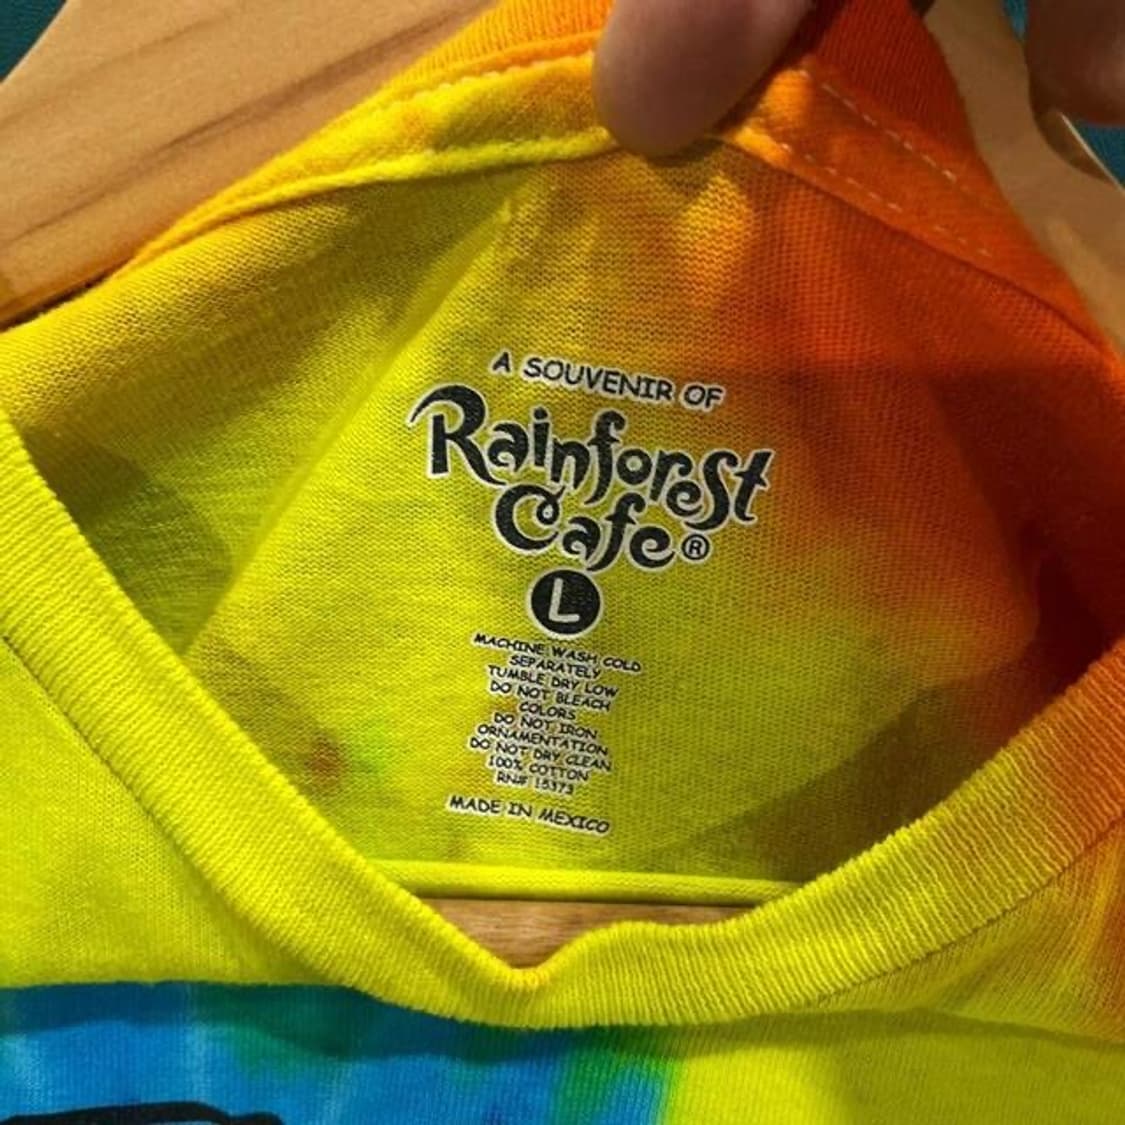 A SOUVENIR OF
Rainforest
Cafe®
L
MACHINE WASH COLD
SEPARATELY
TUMBLE DRY LOW
DO NOT BLEACH
COLORS
DO NOT IRON
ORNAMENTATION
DO NOT DRY CLEAN
100% COTTON
RN# 15373
MADE IN MEXICO